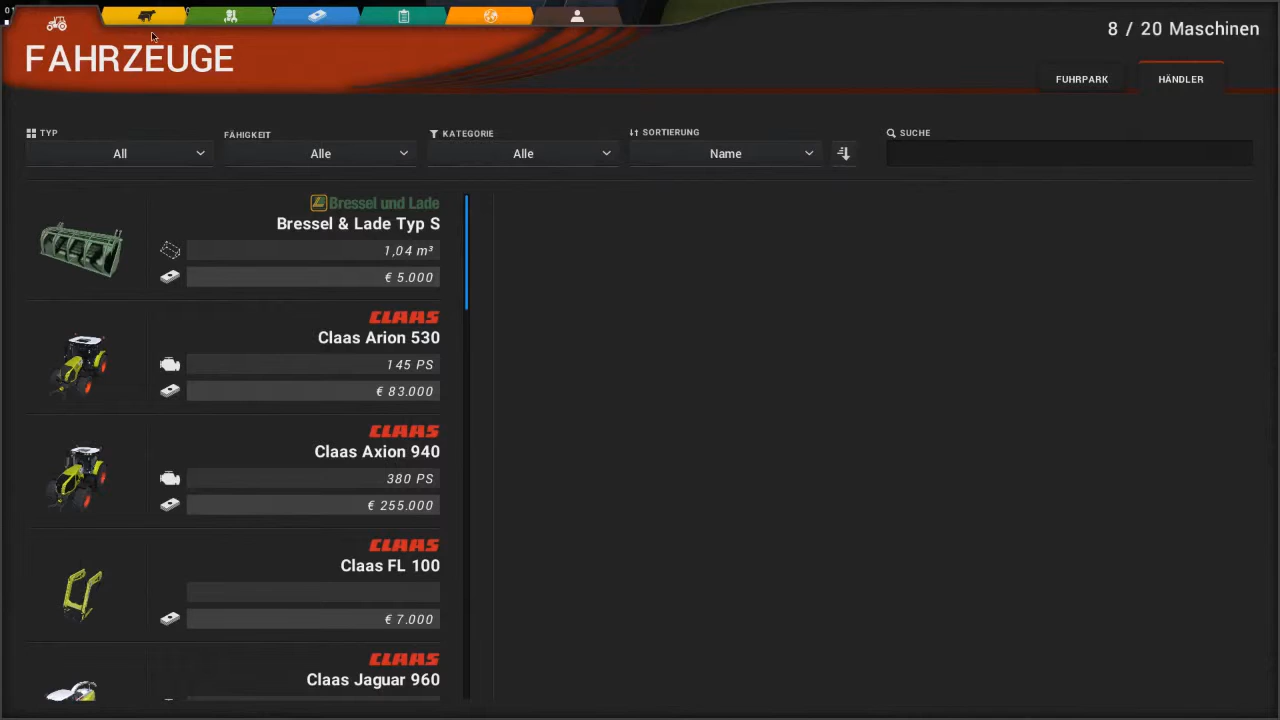 8 / 20 Maschinen
FAHRZEUGE
FUHRPARK
HÄNDLER
TYP
FÄHIGKEIT
KATEGORIE
SORTIERUNG
SUCHE
All
Alle
Alle
Name
Bressel und Lade
Bressel & Lade Typ S
1,04 m³
€ 5.000
CLAAS
Claas Arion 530
145 PS
€ 83.000
CLAAS
Claas Axion 940
380 PS
€ 255.000
CLAAS
Claas FL 100
€ 7.000
CLAAS
Claas Jaguar 960